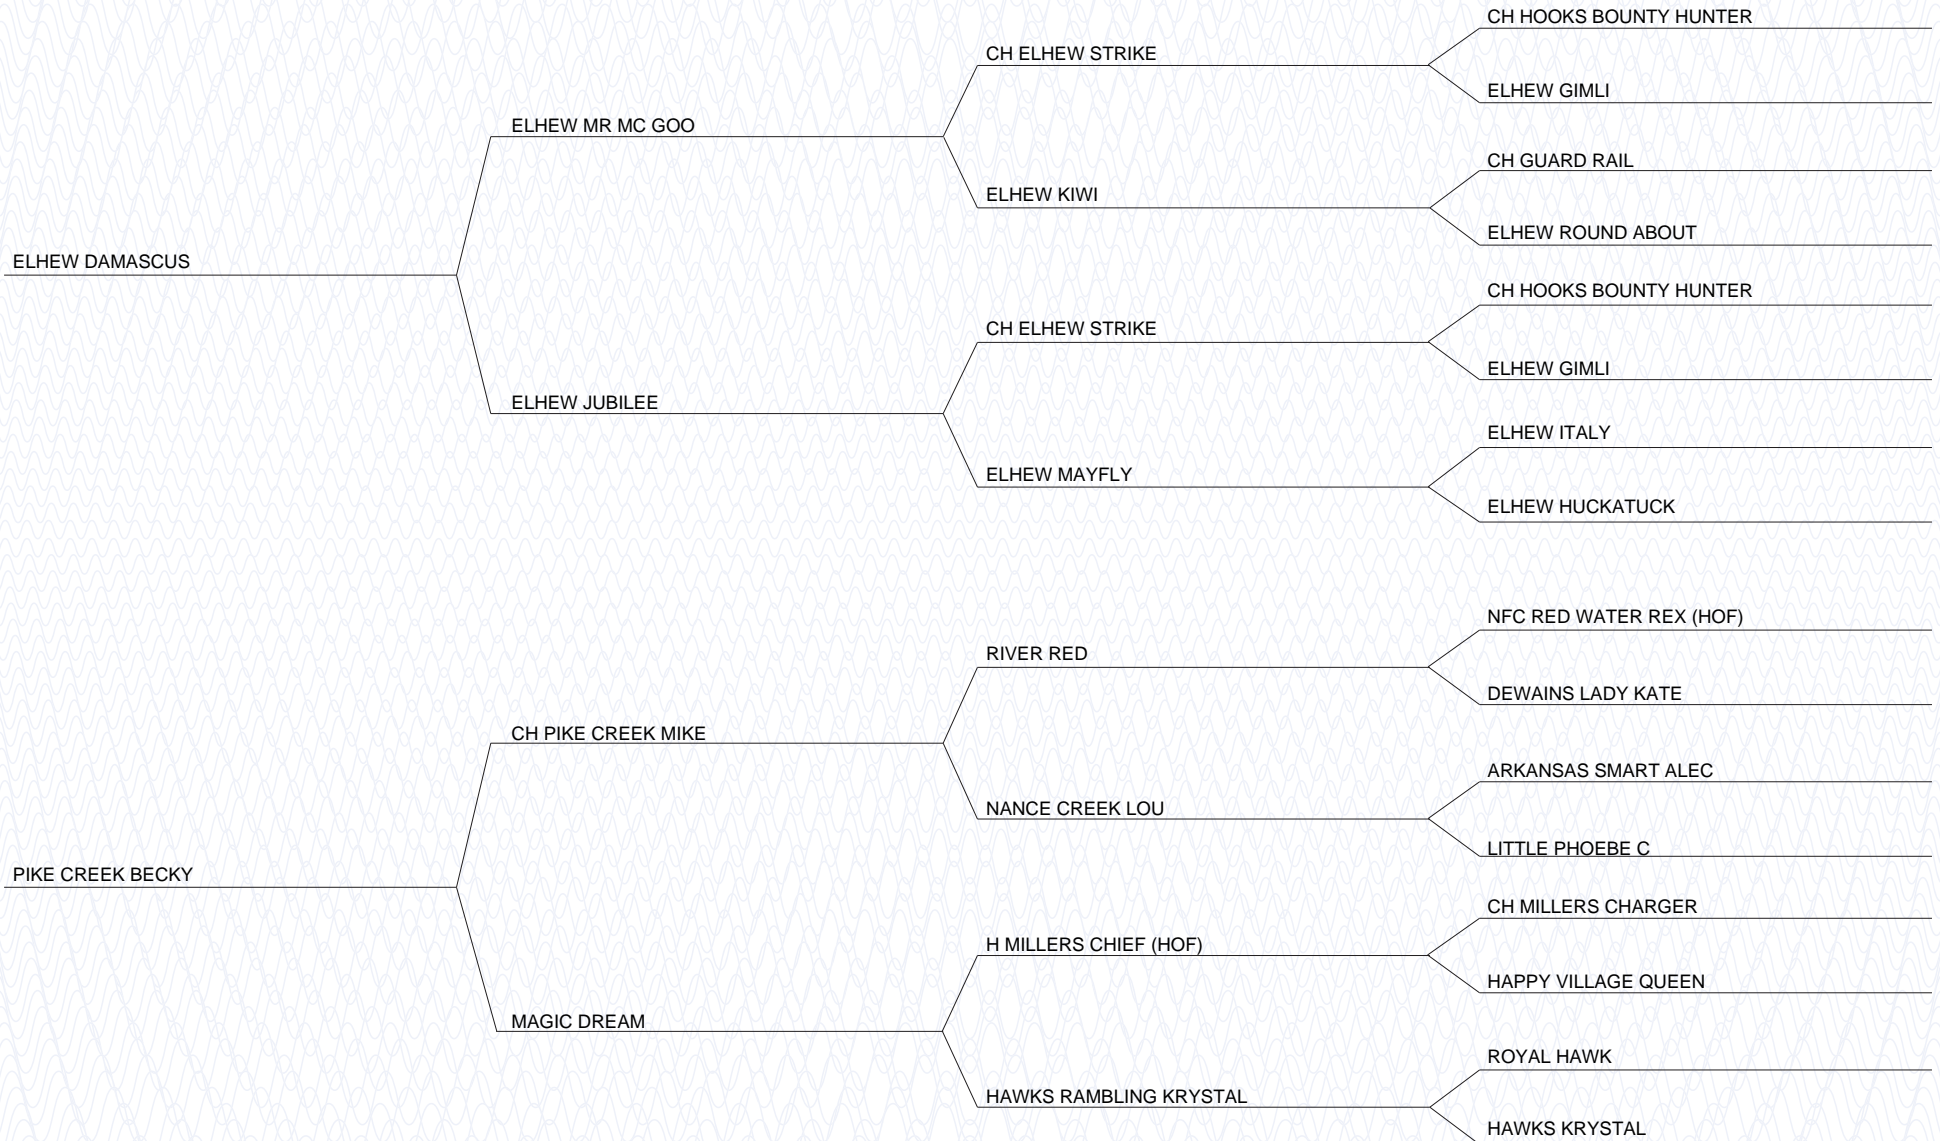 CH HOOKS BOUNTY HUNTER
CH ELHEW STRIKE
ELHEW GIMLI
ELHEW MR MC GOO
CH GUARD RAIL
ELHEW KIWI
ELHEW ROUND ABOUT
ELHEW DAMASCUS
CH HOOKS BOUNTY HUNTER
CH ELHEW STRIKE
ELHEW GIMLI
ELHEW JUBILEE
ELHEW ITALY
ELHEW MAYFLY
ELHEW HUCKATUCK
NFC RED WATER REX (HOF)
RIVER RED
DEWAINS LADY KATE
CH PIKE CREEK MIKE
ARKANSAS SMART ALEC
NANCE CREEK LOU
LITTLE PHOEBE C
PIKE CREEK BECKY
CH MILLERS CHARGER
H MILLERS CHIEF (HOF)
HAPPY VILLAGE QUEEN
MAGIC DREAM
ROYAL HAWK
HAWKS RAMBLING KRYSTAL
HAWKS KRYSTAL